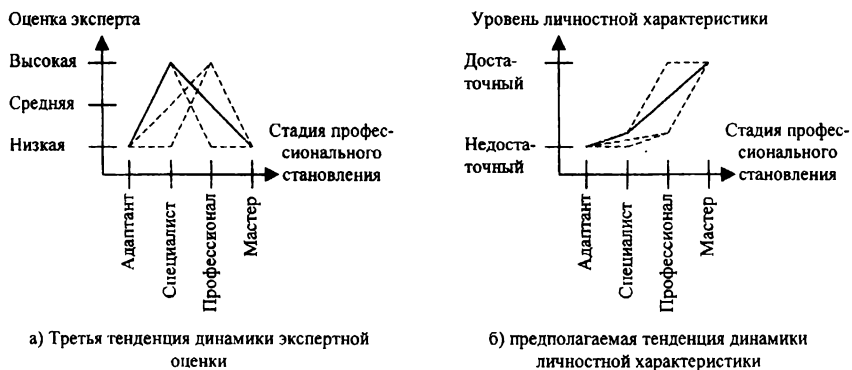 Оценка эксперта
Высокая
Средняя
Низкая
Стадия профес-
сионального
становления
Адаптант
Специалист
Профессионал
Мастер
а) Третья тенденция динамики экспертной
оценки
Уровень личностной характеристики
Доста-
точный
Недоста-
точный
Стадия профес-
сионального
становления
Адаптант
Специалист
Профессионал
Мастер
б) предполагаемая тенденция динамики
личностной характеристики